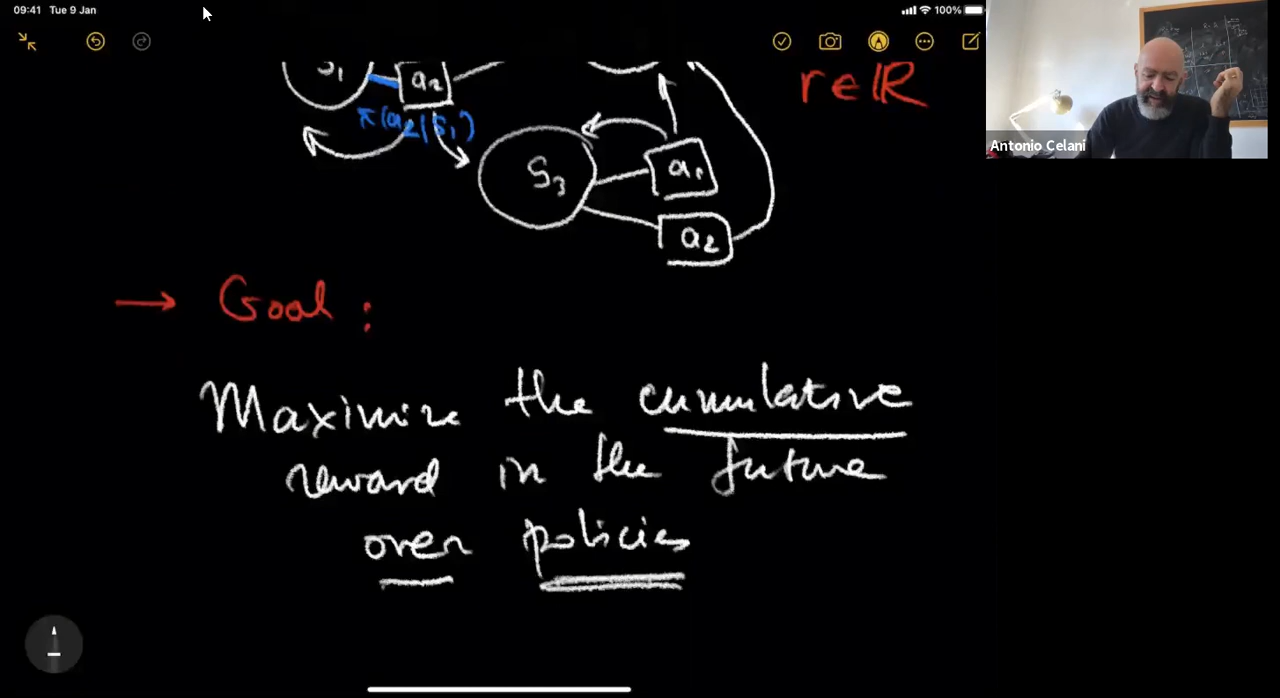 09:41 Tue 9 Jan
100%
S1
a2
r∈ℝ
π(a2|S1)
S3
a1
a2
Antonio Celani
→ Goal :
Maximize the cumulative
reward in the future
over policies